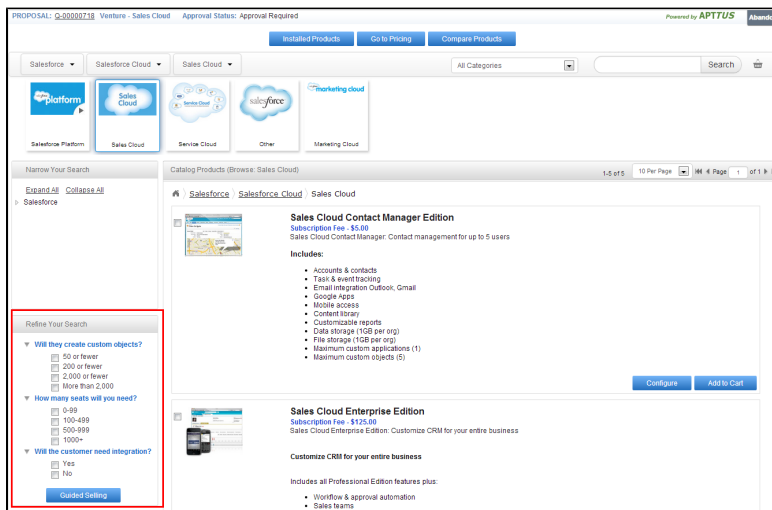 PROPOSAL: Q-00000718 Venture - Sales Cloud Approval Status: Approval Required
Powered by APTTUS
Abando
Installed Products Go to Pricing Compare Products
Salesforce Salesforce Cloud Sales Cloud All Categories Search
platform
Sales Cloud
Service Cloud
salesforce
marketing cloud
Salesforce Platform Sales Cloud Service Cloud Other Marketing Cloud
Narrow Your Search
Expand All Collapse All
Salesforce
Catalog Products (Browse: Sales Cloud) 1-5 of 5 10 Per Page Page 1 of 1
Salesforce Salesforce Cloud Sales Cloud
Sales Cloud Contact Manager Edition
Subscription Fee - $5.00
Sales Cloud Contact Manager: Contact management for up to 5 users
Includes:
• Accounts & contacts
• Task & event tracking
• Email integration Outlook, Gmail
• Google Apps
• Mobile access
• Content library
• Customizable reports
• Data storage (1GB per org)
• File storage (1GB per org)
• Maximum custom applications (1)
• Maximum custom objects (5)
Configure Add to Cart
Refine Your Search
Will they create custom objects?
50 or fewer
200 or fewer
2,000 or fewer
More than 2,000
How many seats will you need?
0-99
100-499
500-999
1000+
Will the customer need integration?
Yes
No
Guided Selling
Sales Cloud Enterprise Edition
Subscription Fee - $125.00
Sales Cloud Enterprise Edition: Customize CRM for your entire business
Customize CRM for your entire business
Includes all Professional Edition features plus:
• Workflow & approval automation
• Sales teams